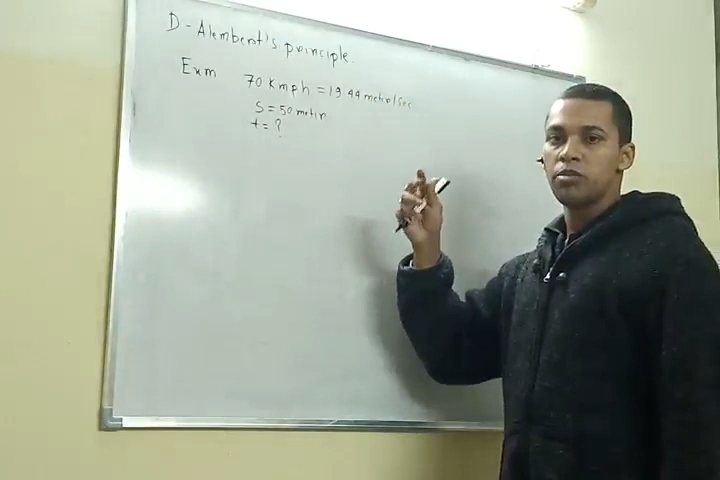 D-Alembert's principle.
Exm 70 kmph = 19.44 meter/sec
S = 50 meter
t = ?